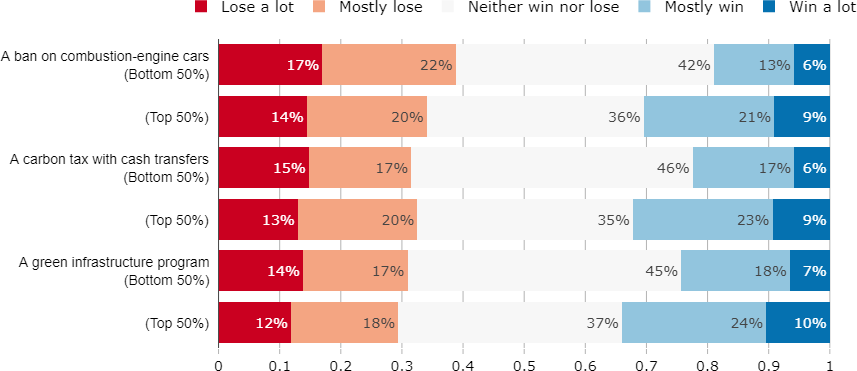 Lose a lot Mostly lose Neither win nor lose Mostly win Win a lot
A ban on combustion-engine cars
(Bottom 50%)
17% 22% 42% 13% 6%
(Top 50%)
14% 20% 36% 21% 9%
A carbon tax with cash transfers
(Bottom 50%)
15% 17% 46% 17% 6%
(Top 50%)
13% 20% 35% 23% 9%
A green infrastructure program
(Bottom 50%)
14% 17% 45% 18% 7%
(Top 50%)
12% 18% 37% 24% 10%
0 0.1 0.2 0.3 0.4 0.5 0.6 0.7 0.8 0.9 1